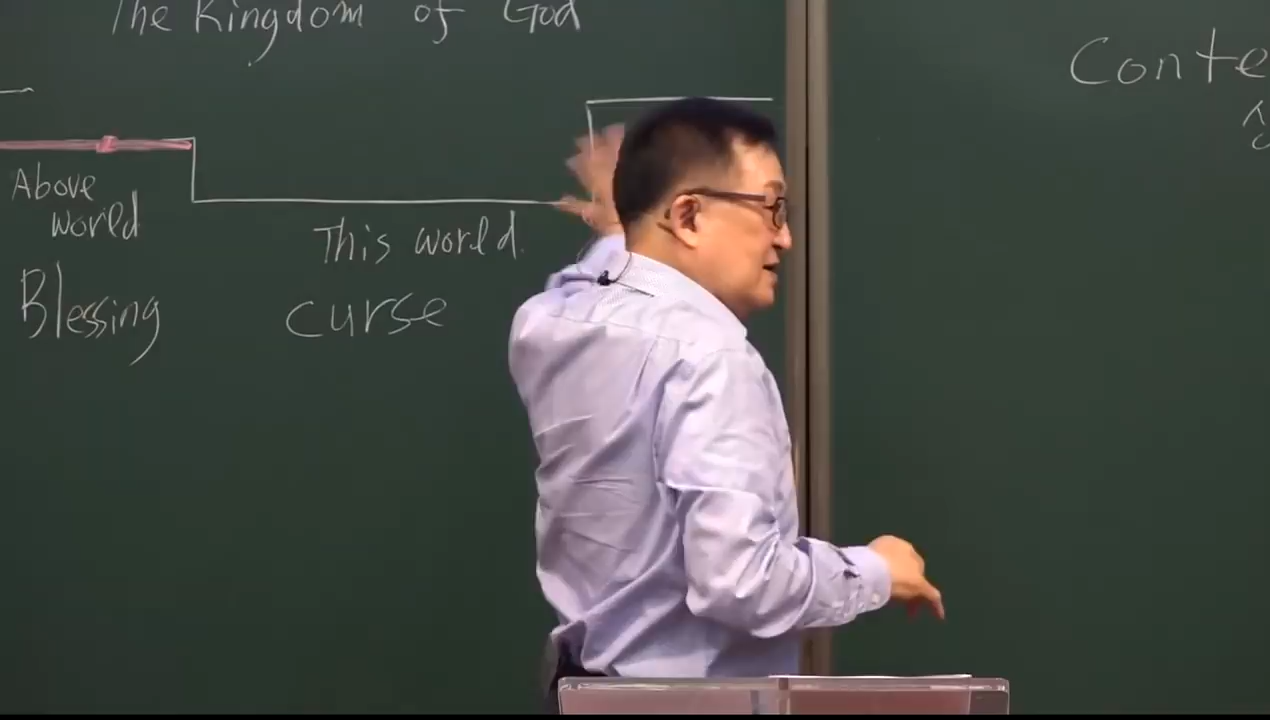 The Kingdom of God
Above
world
Blessing
This world.
curse
Conte